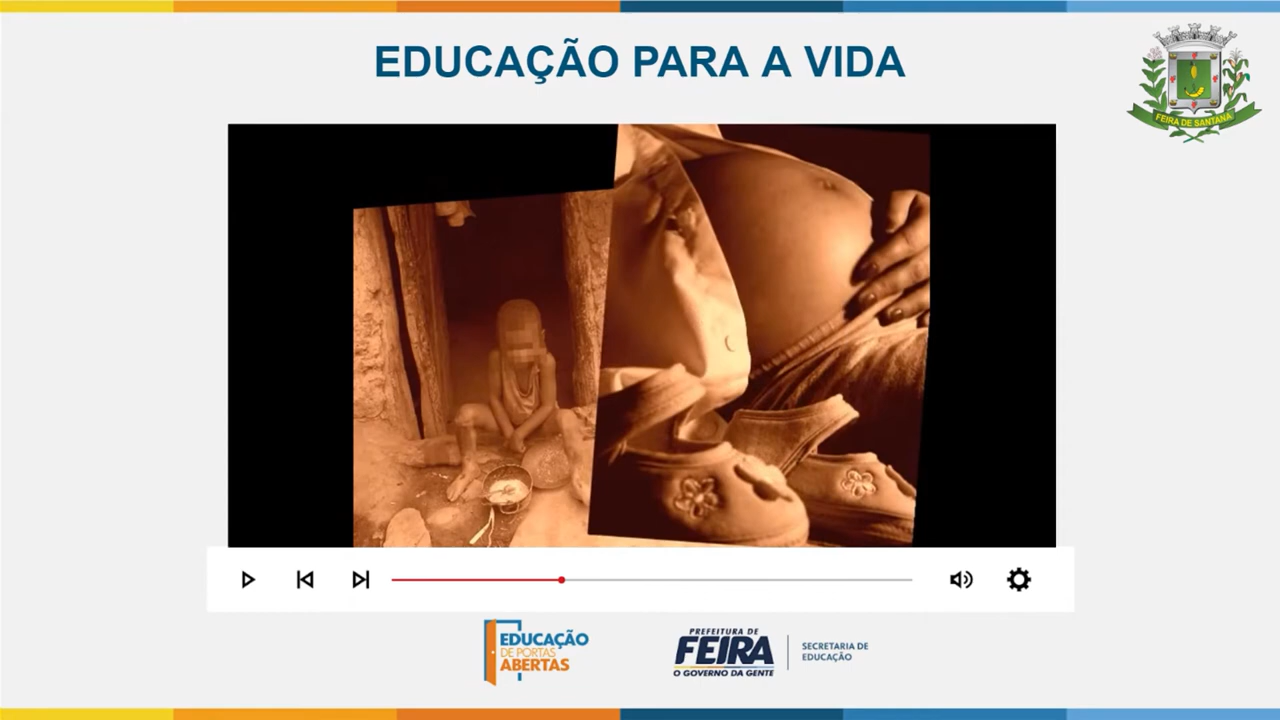 EDUCAÇÃO PARA A VIDA
FEIRA DE SANTANA
EDUCAÇÃO
DE PORTAS
ABERTAS
PREFEITURA DE
FEIRA
O GOVERNO DA GENTE
SECRETARIA DE
EDUCAÇÃO